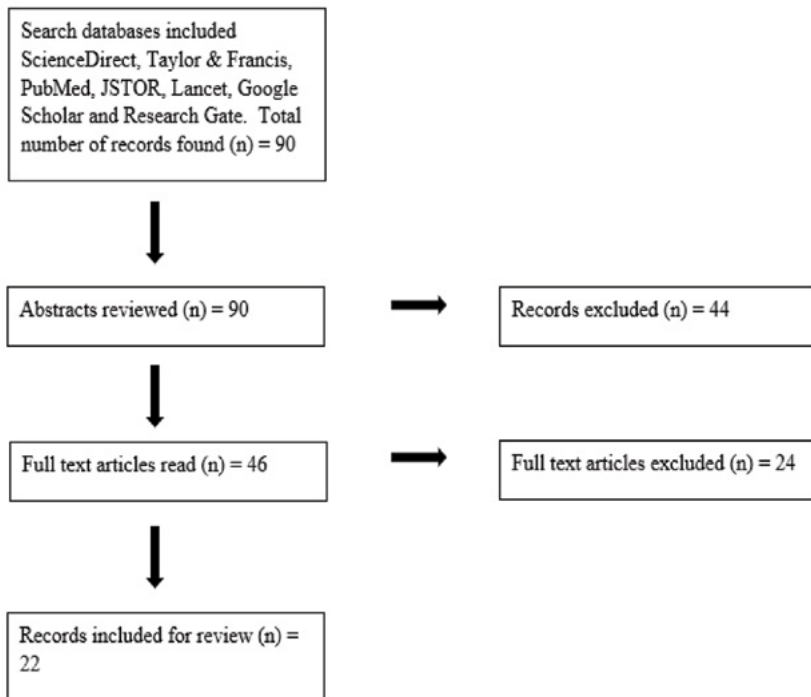 Search databases included
ScienceDirect, Taylor & Francis,
PubMed, JSTOR, Lancet, Google
Scholar and Research Gate.  Total
number of records found (n) = 90
Abstracts reviewed (n) = 90
Records excluded (n) = 44
Full text articles read (n) = 46
Full text articles excluded (n) = 24
Records included for review (n) =
22